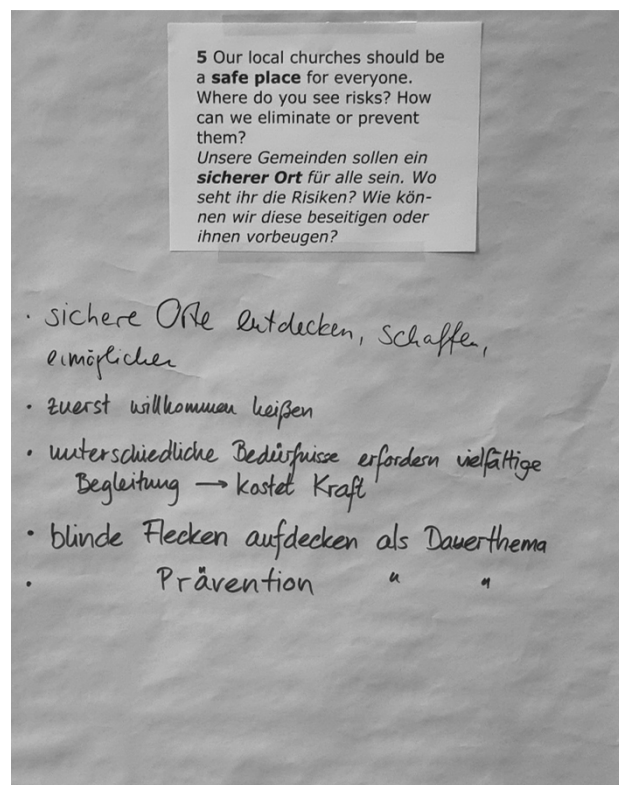 5 Our local churches should be
a safe place for everyone.
Where do you see risks? How
can we eliminate or prevent
them?
Unsere Gemeinden sollen ein
sicherer Ort für alle sein. Wo
seht ihr die Risiken? Wie kön-
nen wir diese beseitigen oder
ihnen vorbeugen?
· sichere Orte entdecken, schaffen,
ermöglichen
· zuerst willkommen heißen
· unterschiedliche Bedürfnisse erfordern vielfältige
Begleitung → kostet Kraft
· blinde Flecken aufdecken als Dauerthema
· Prävention " "